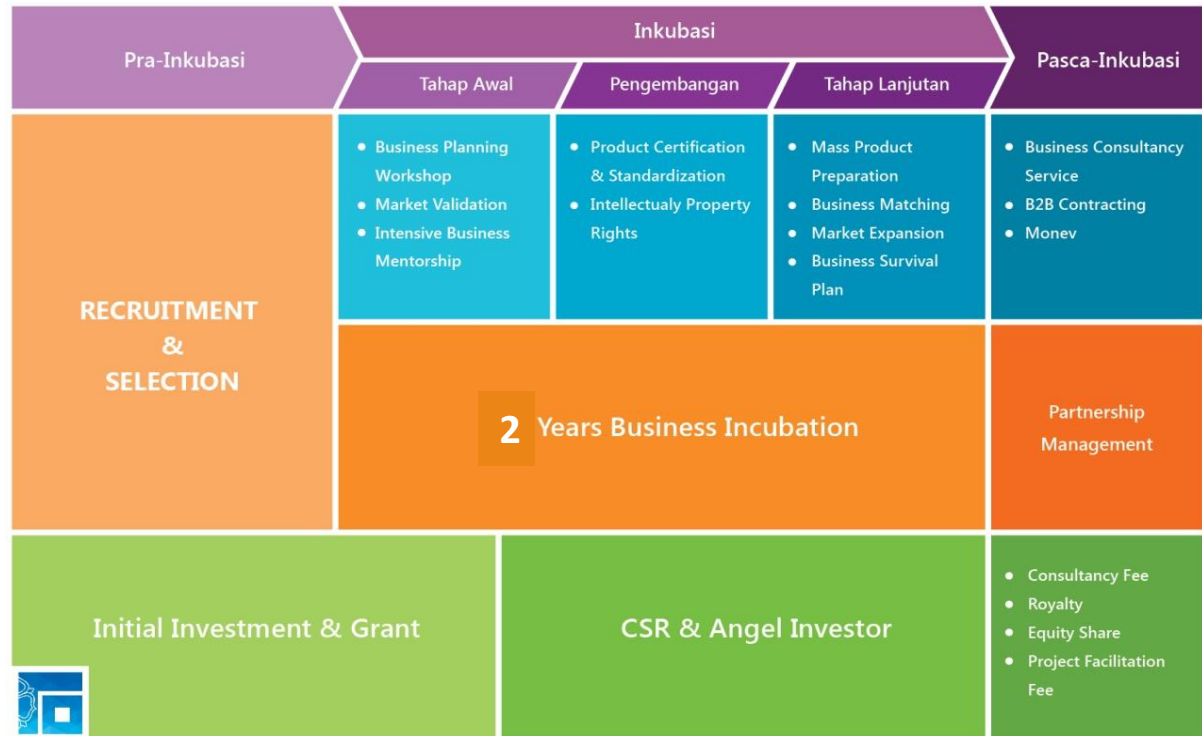 Pra-Inkubasi
Inkubasi
Tahap Awal
Pengembangan
Tahap Lanjutan
Pasca-Inkubasi
RECRUITMENT
&
SELECTION
• Business Planning
Workshop
• Market Validation
• Intensive Business
Mentorship
• Product Certification
& Standardization
• Intellectualy Property
Rights
• Mass Product
Preparation
• Business Matching
• Market Expansion
• Business Survival
Plan
• Business Consultancy
Service
• B2B Contracting
• Monev
2 Years Business Incubation
Partnership
Management
Initial Investment & Grant
CSR & Angel Investor
• Consultancy Fee
• Royalty
• Equity Share
• Project Facilitation
Fee